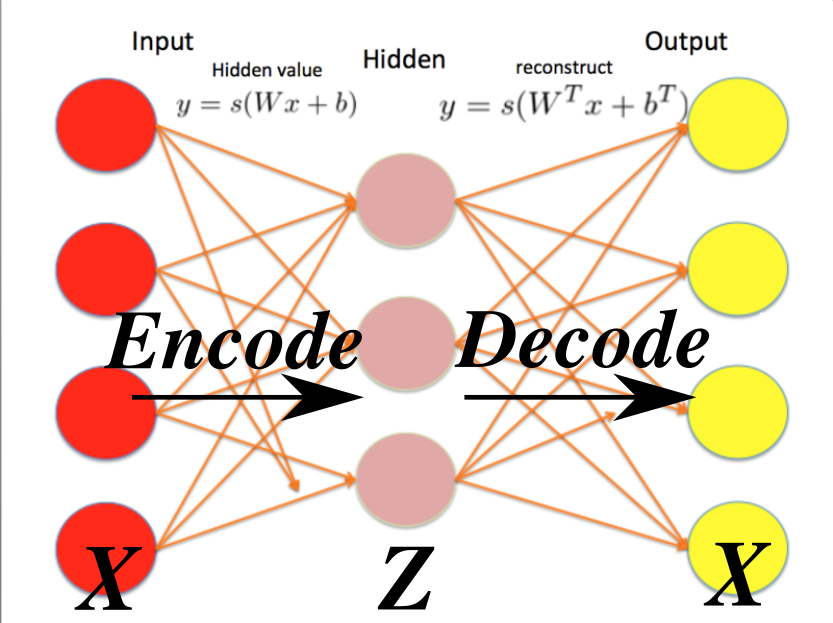 Input
Hidden
Output
Hidden value
reconstruct
y = s(Wx + b)
y = s(W^T x + b^T)
Encode
Decode
X
Z
X